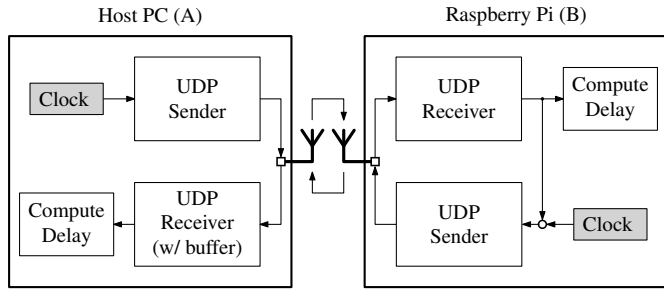 Host PC (A)
Raspberry Pi (B)
Clock
UDP
Sender
UDP
Receiver
Compute
Delay
Compute
Delay
UDP
Receiver
(w/ buffer)
UDP
Sender
Clock